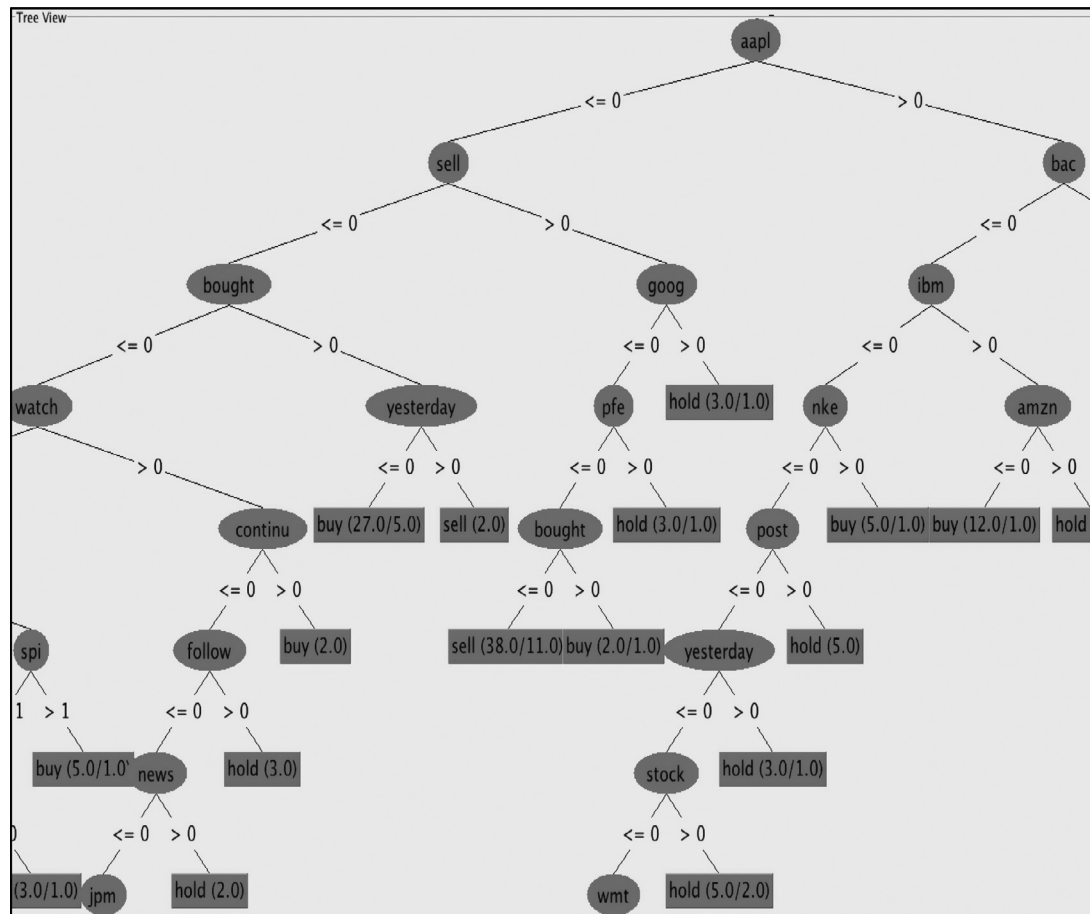 Tree View
aapl
<= 0 > 0
sell bac
<= 0 > 0 <= 0
bought goog ibm
<= 0 > 0 <= 0 > 0 <= 0 > 0
watch yesterday pfe hold (3.0/1.0) nke amzn
> 0 <= 0 > 0 <= 0 > 0 <= 0 > 0 <= 0 > 0
continu buy (27.0/5.0) sell (2.0) bought hold (3.0/1.0) post buy (5.0/1.0) buy (12.0/1.0) hold
<= 0 > 0 <= 0 > 0 <= 0 > 0
spi follow buy (2.0) sell (38.0/11.0) buy (2.0/1.0) yesterday hold (5.0)
1 > 1 <= 0 > 0 <= 0 > 0
buy (5.0/1.0) news hold (3.0) stock hold (3.0/1.0)
0 <= 0 > 0 <= 0 > 0
(3.0/1.0) jpm hold (2.0) wmt hold (5.0/2.0)